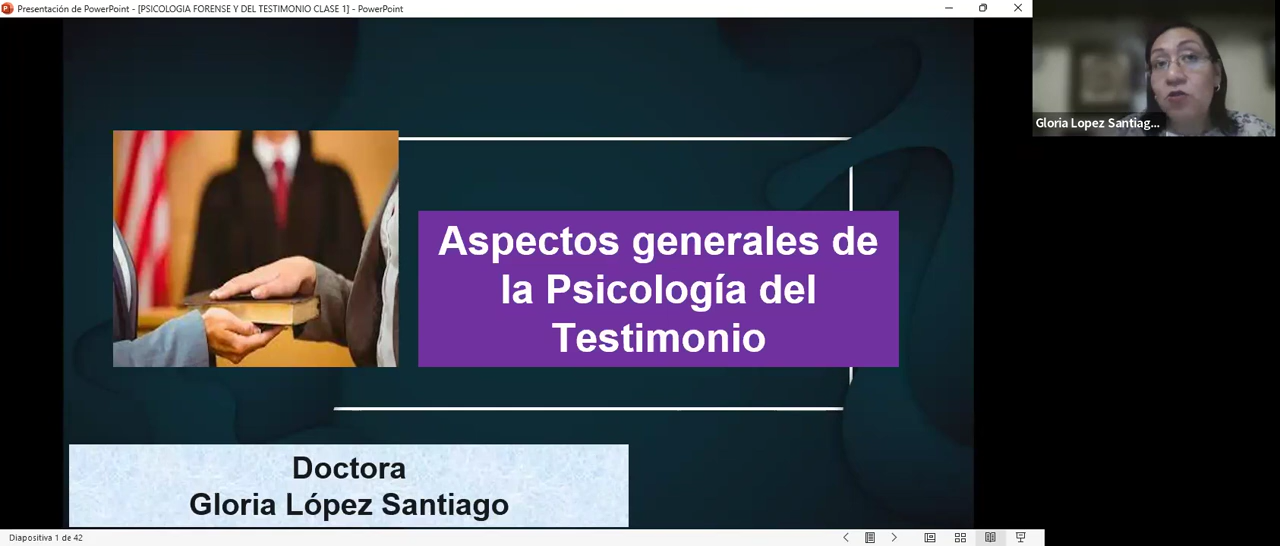 Presentación de PowerPoint - [PSICOLOGIA FORENSE Y DEL TESTIMONIO CLASE 1] - PowerPoint
Gloria Lopez Santiag...
Aspectos generales de
la Psicología del
Testimonio
Doctora
Gloria López Santiago
Diapositiva 1 de 42